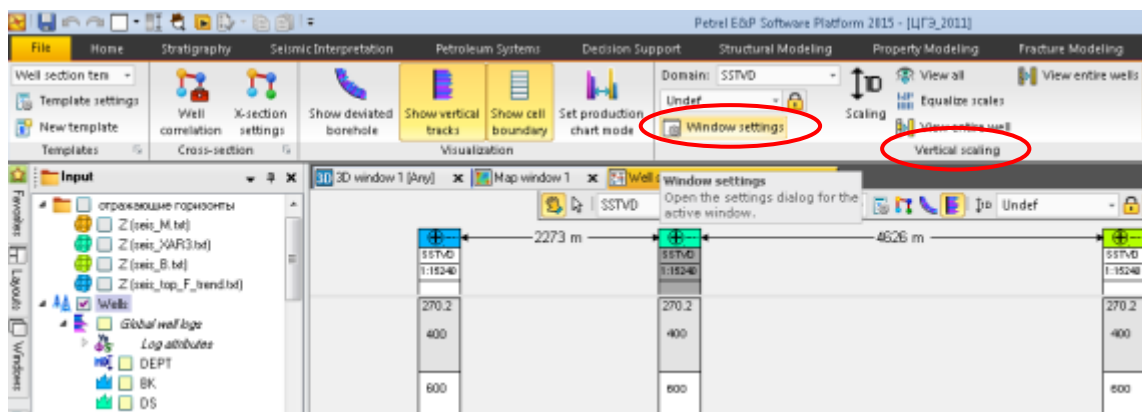 Petrel E&P Software Platform 2015 - [ЦГЭ_2011]
File Home Stratigraphy Seismic Interpretation Petroleum Systems Decision Support Structural Modeling Property Modeling Fracture Modeling
Well section tem
Template settings
New template
Templates
Well correlation
X-section settings
Cross-section
Show deviated borehole
Show vertical tracks
Show cell boundary
Set production chart mode
Visualization
Domain: SSTVD
Undef
Window settings
Scaling
View all
Equalize scales
View entire well
View entire wells
Vertical scaling
Favorites
Layouts
Windows
Input
отражающие горизонты
Z (seis_M.txt)
Z (seis_XAR3.txt)
Z (seis_B.txt)
Z (seis_top_F_trend.txt)
Wells
Global well logs
Log attributes
DEPT
BK
DS
3D window 1 [Any]
Map window 1
Window settings
Open the settings dialog for the
active window.
SSTVD
Undef
2273 m
4626 m
SSTVD SSTVD SSTVD
1:15240 1:15240 1:15240
270.2 270.2 270.2
400 400 400
600 600 600